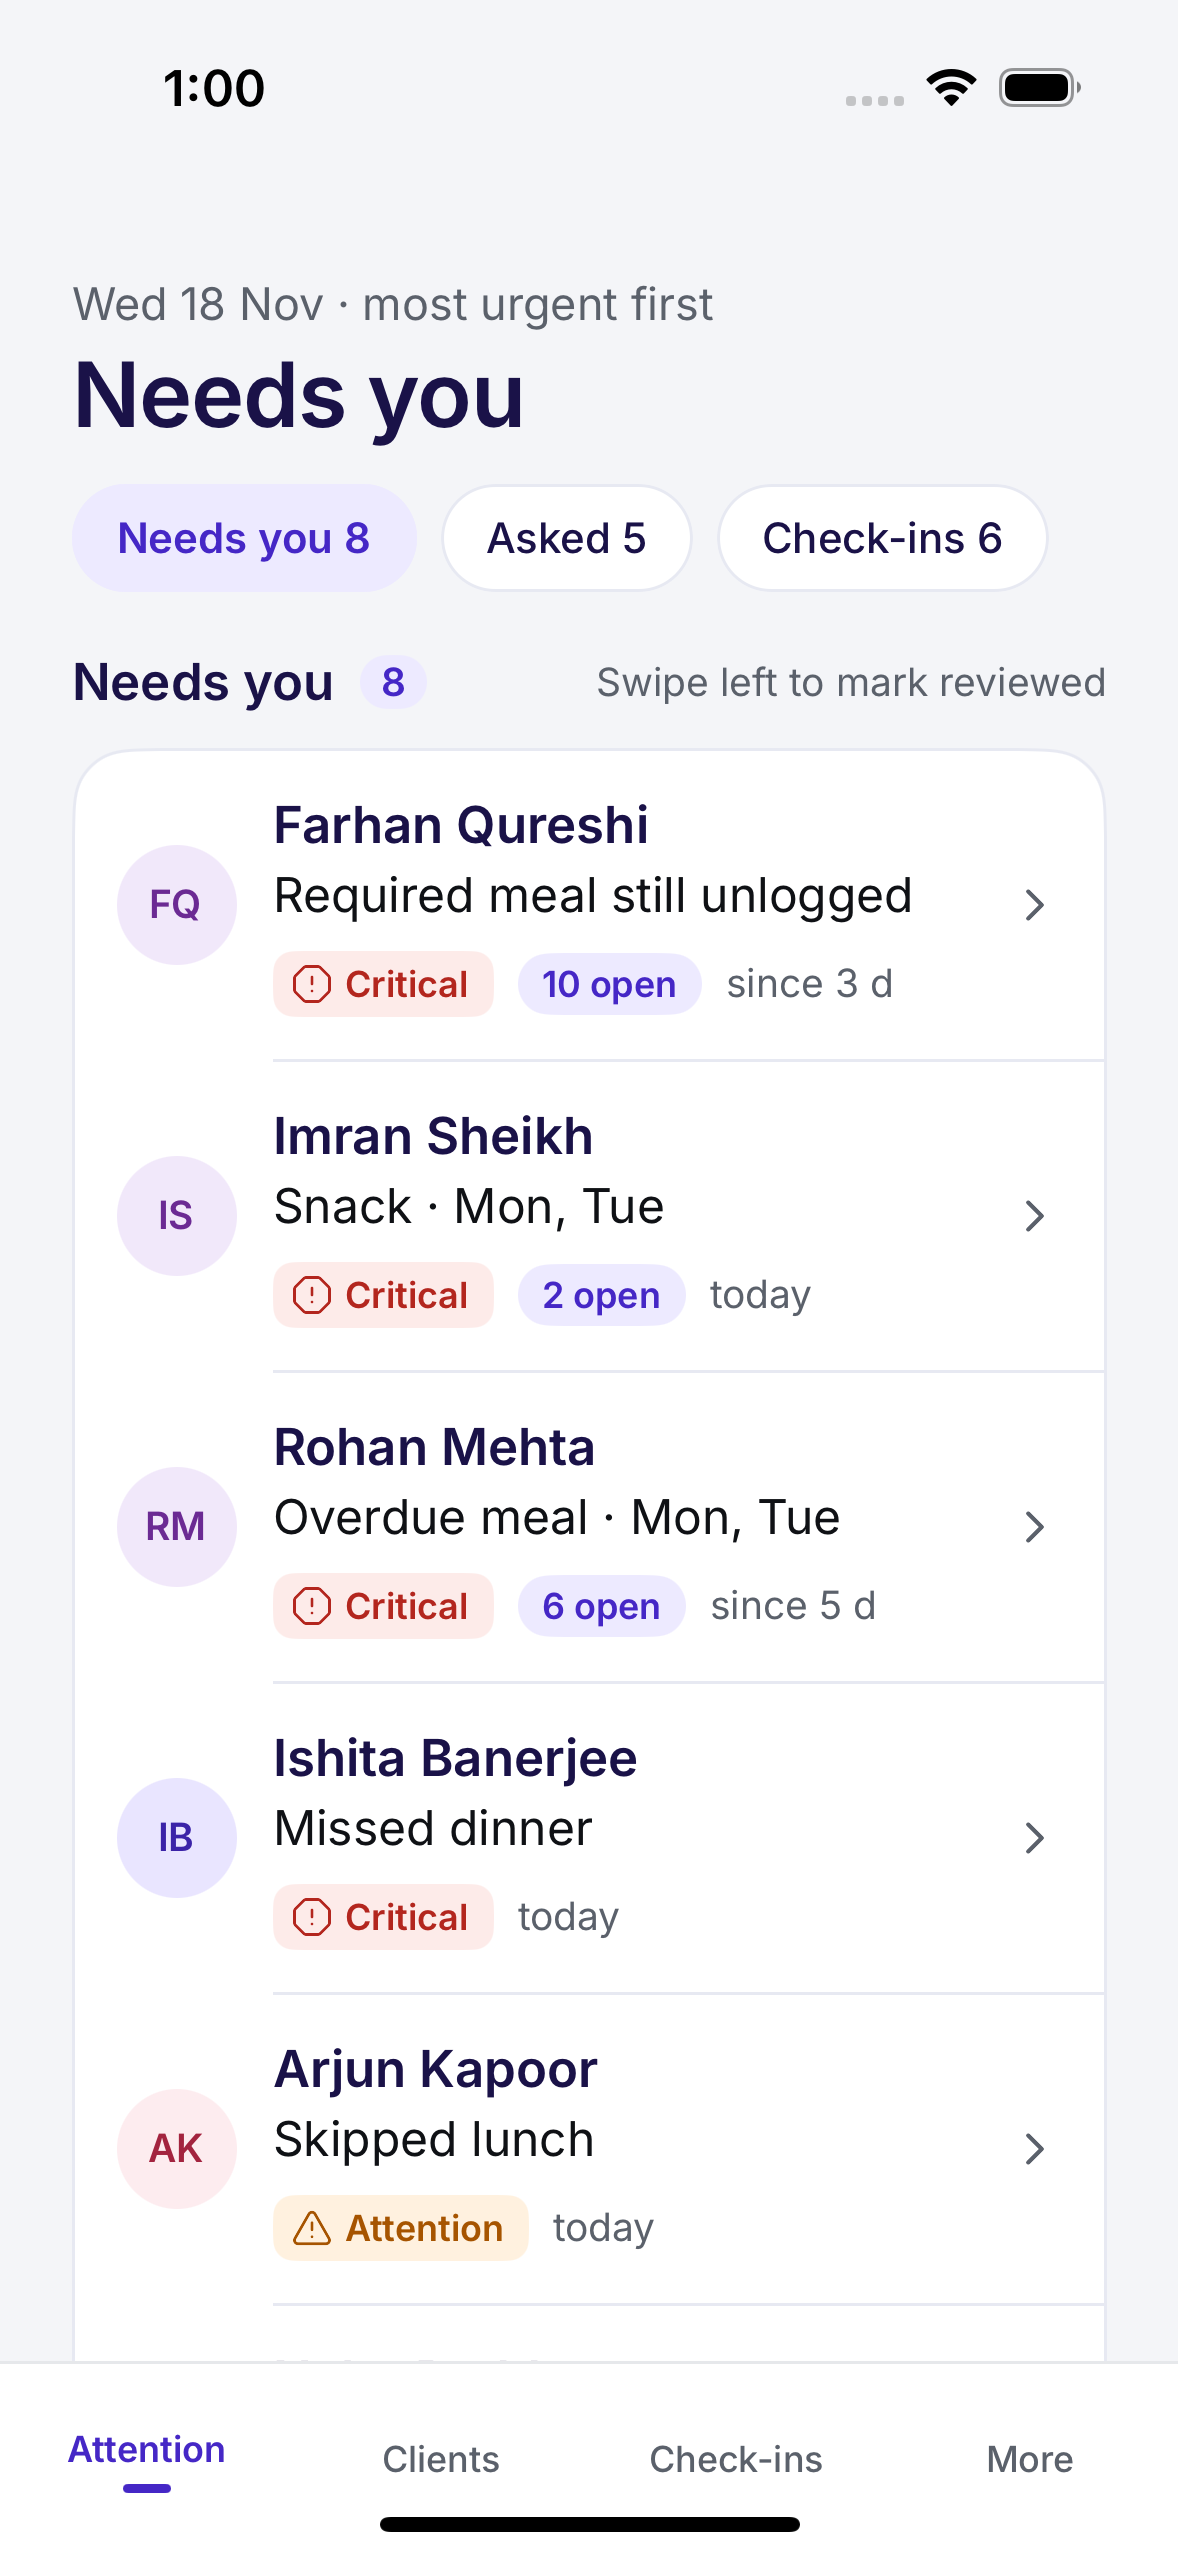 1:00
Wed 18 Nov · most urgent first
Needs you
Needs you 8
Asked 5
Check-ins 6
Needs you 8
Swipe left to mark reviewed
FQ
Farhan Qureshi
Required meal still unlogged
Critical
10 open
since 3 d
IS
Imran Sheikh
Snack · Mon, Tue
Critical
2 open
today
RM
Rohan Mehta
Overdue meal · Mon, Tue
Critical
6 open
since 5 d
IB
Ishita Banerjee
Missed dinner
Critical
today
AK
Arjun Kapoor
Skipped lunch
Attention
today
Attention
Clients
Check-ins
More